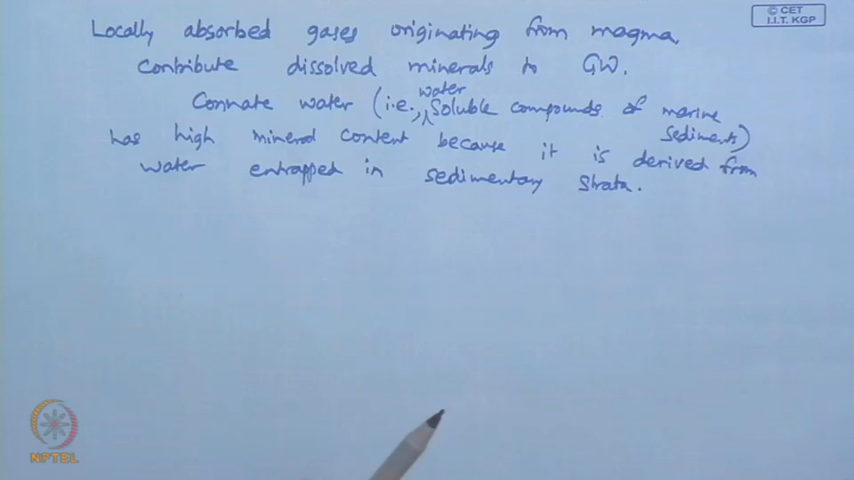 © CET
I.I.T. KGP
Locally absorbed gases originating from magma,
contribute dissolved minerals to GW.
Connate water (i.e., water soluble compounds of marine sediments)
has high mineral content because it is derived from
water entrapped in sedimentary strata.
NPTEL